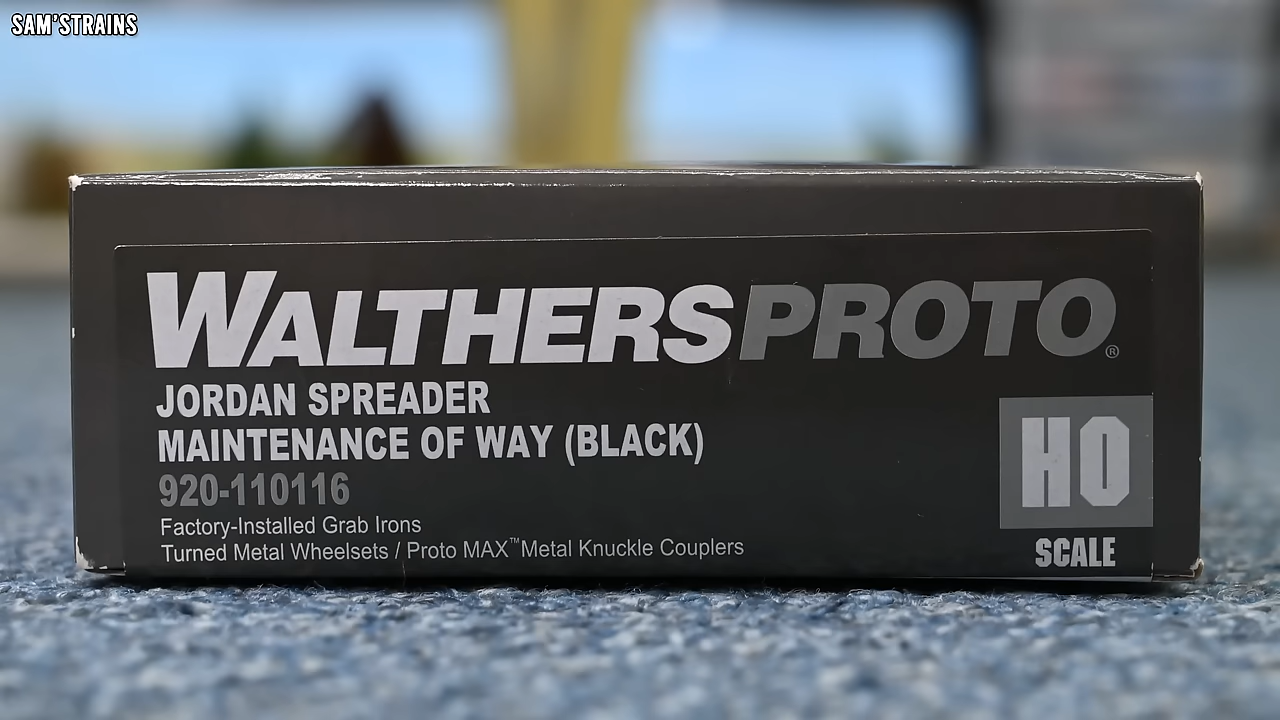 SAM'STRAINS
WALTHERSPROTO®
JORDAN SPREADER
MAINTENANCE OF WAY (BLACK)
920-110116
Factory-Installed Grab Irons
Turned Metal Wheelsets / Proto MAX™ Metal Knuckle Couplers
HO
SCALE